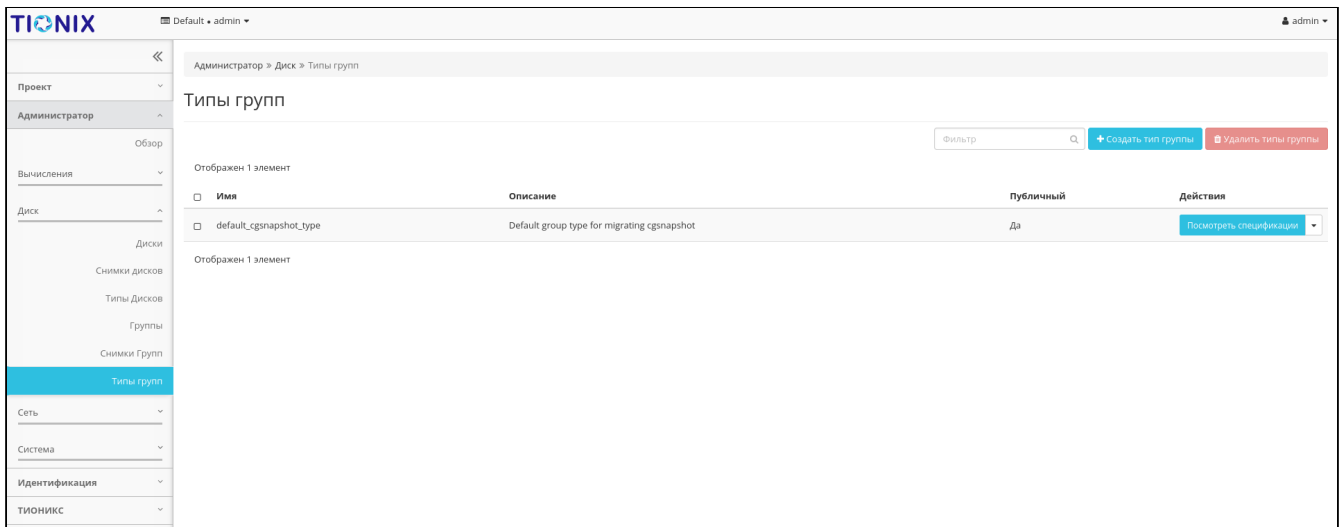 TIONIX
Default • admin
admin
Проект
Администратор
Обзор
Вычисления
Диск
Диски
Снимки дисков
Типы Дисков
Группы
Снимки Групп
Типы групп
Сеть
Система
Идентификация
ТИОНИКС
Администратор » Диск » Типы групп
Типы групп
Фильтр
Создать тип группы
Удалить типы группы
Отображен 1 элемент
Имя Описание Публичный Действия
default_cgsnapshot_type Default group type for migrating cgsnapshot Да Посмотреть спецификации
Отображен 1 элемент